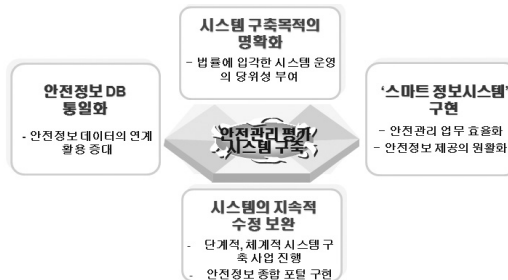 시스템 구축목적의
명확화
- 법률에 입각한 시스템 운영
의 당위성 부여
안전정보 DB
통일화
- 안전정보 데이터의 연계
활용 증대
안전관리 평가
시스템 구축
'스마트 정보시스템'
구현
- 안전관리 업무 효율화
- 안전정보 제공의 원활화
시스템의 지속적
수정 보완
- 단계적, 체계적 시스템 구
축 사업 진행
- 안전정보 종합 포털 구현